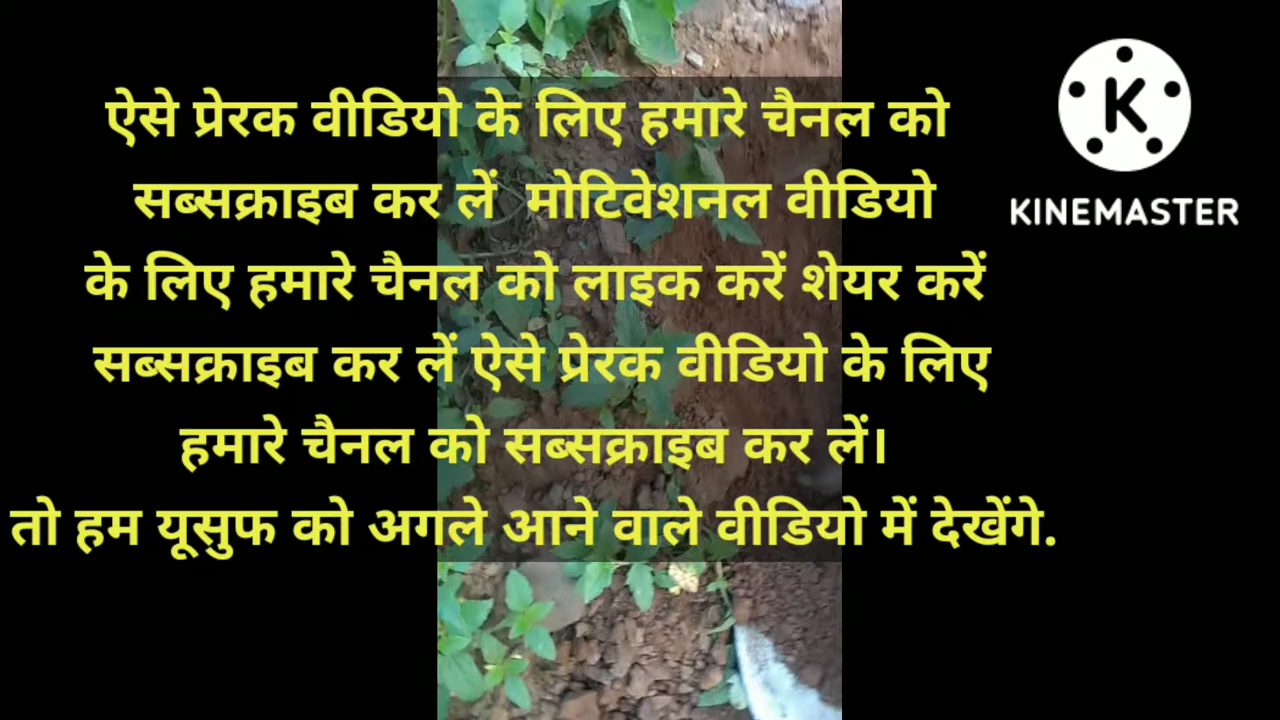 ऐसे प्रेरक वीडियो के लिए हमारे चैनल को
सब्सक्राइब कर लें मोटिवेशनल वीडियो
के लिए हमारे चैनल को लाइक करें शेयर करें
सब्सक्राइब कर लें ऐसे प्रेरक वीडियो के लिए
हमारे चैनल को सब्सक्राइब कर लें।
तो हम यूसुफ को अगले आने वाले वीडियो में देखेंगे.
K
KINEMASTER